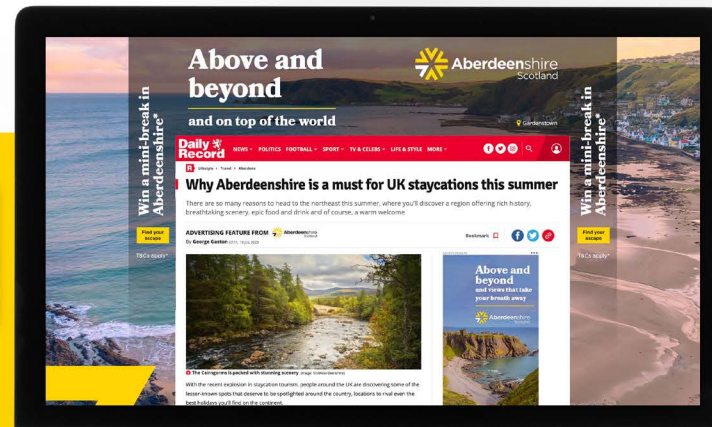 Above and
beyond
and on top of the world
Aberdeenshire
Scotland
Gardenstown
Win a mini-break in
Aberdeenshire*
Find your
escape
T&Cs apply*
Daily
Record
NEWS POLITICS FOOTBALL SPORT TV & CELEBS LIFE & STYLE MORE
R Lifestyle Travel Aberdeen
Why Aberdeenshire is a must for UK staycations this summer
There are so many reasons to head to the northeast this summer, where you'll discover a region offering rich history,
breathtaking scenery, epic food and drink and of course, a warm welcome
ADVERTISING FEATURE FROM Aberdeenshire
By George Gaston
Bookmark
The Cairngorms is packed with stunning scenery
With the recent explosion in staycation tourism, people around the UK are discovering some of the
lesser-known spots that deserve to be spotlighted around the country, locations to rival even the
best holidays you'll find on the continent.
Above and
beyond
and views that take
your breath away
Aberdeenshire
Scotland
Win a mini-break in
Aberdeenshire*
Find your
escape
T&Cs apply*